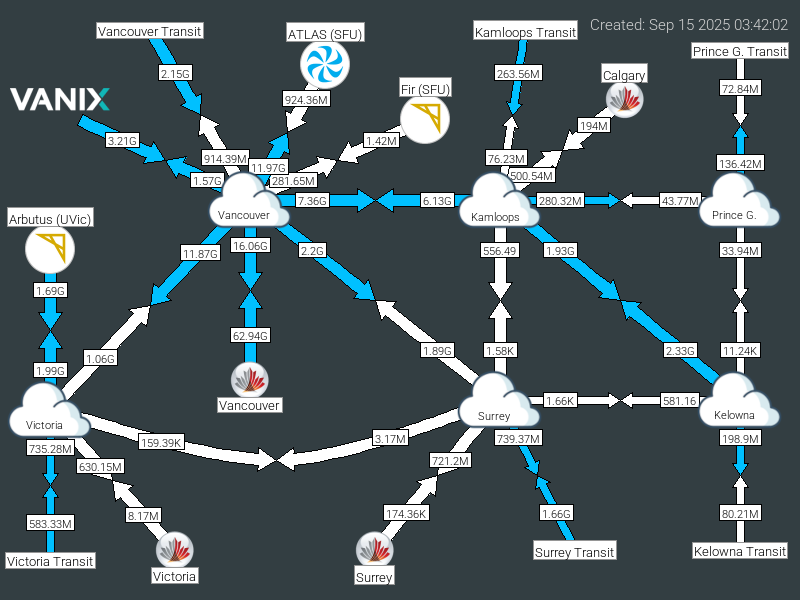 Created: Sep 15 2025 03:42:02
Vancouver Transit
ATLAS (SFU)
Kamloops Transit
Prince G. Transit
2.15G
263.56M
Calgary
72.84M
Fir (SFU)
VANIX
924.36M
194M
3.21G
1.42M
914.39M
76.23M
136.42M
11.97G
500.54M
1.57G
281.65M
7.36G
6.13G
280.32M
43.77M
Vancouver
Kamloops
Prince G.
Arbutus (UVic)
11.87G
16.06G
2.2G
556.49
1.93G
33.94M
1.69G
62.94G
1.06G
1.89G
1.58K
2.33G
11.24K
1.99G
Vancouver
1.66K
581.16
Victoria
Surrey
Kelowna
735.28M
159.39K
3.17M
739.37M
198.9M
630.15M
721.2M
583.33M
8.17M
174.36K
1.66G
80.21M
Victoria Transit
Victoria
Surrey
Surrey Transit
Kelowna Transit